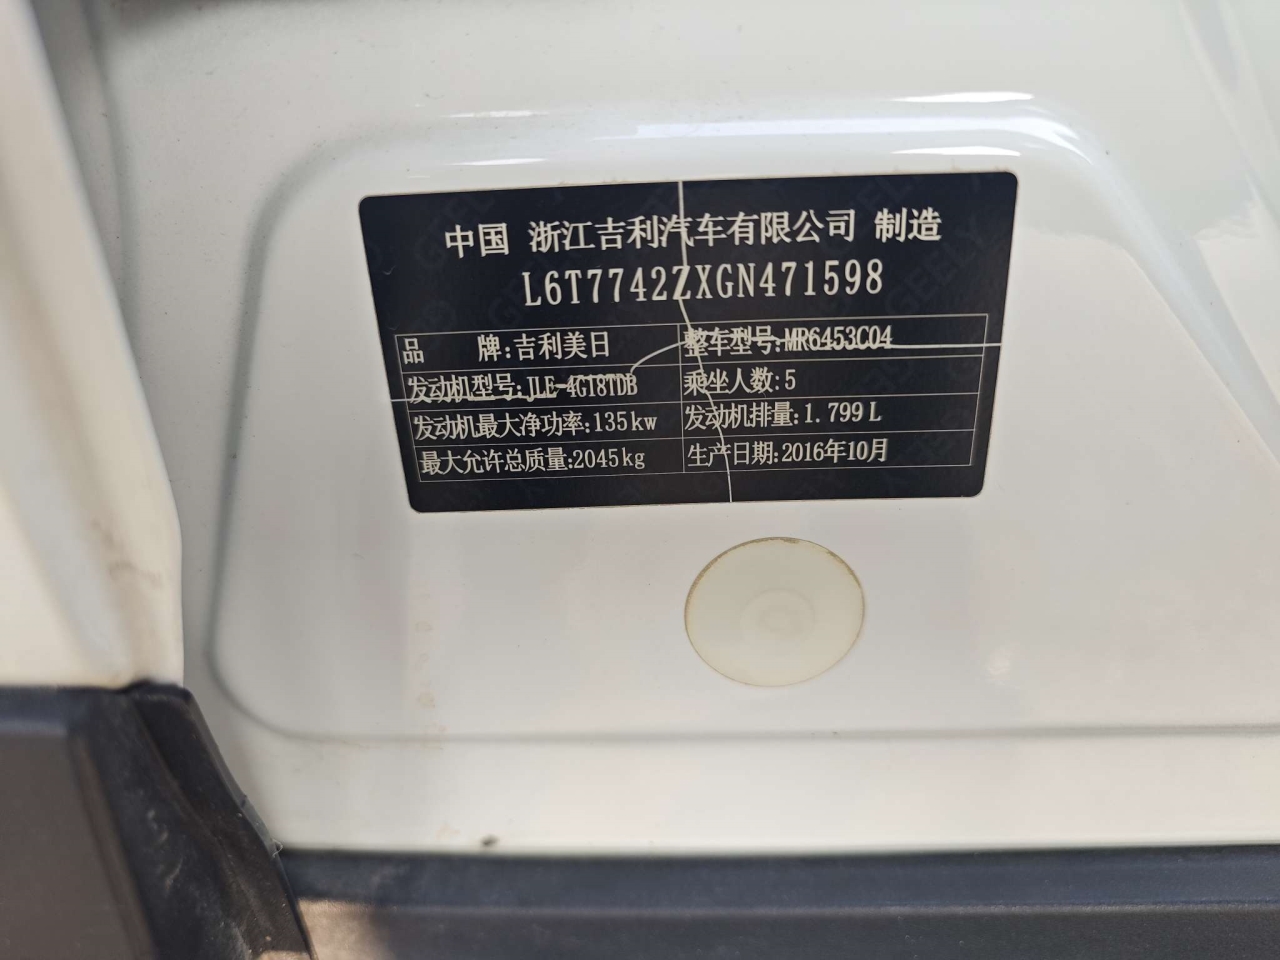 中国 浙江吉利汽车有限公司 制造
L6T7742ZXGN471598
品 牌:吉利美日 整车型号:MR6453C04
发动机型号:JLE-4G18TDB 乘坐人数:5
发动机最大净功率:135kw 发动机排量:1.799L
最大允许总质量:2045kg 生产日期:2016年10月